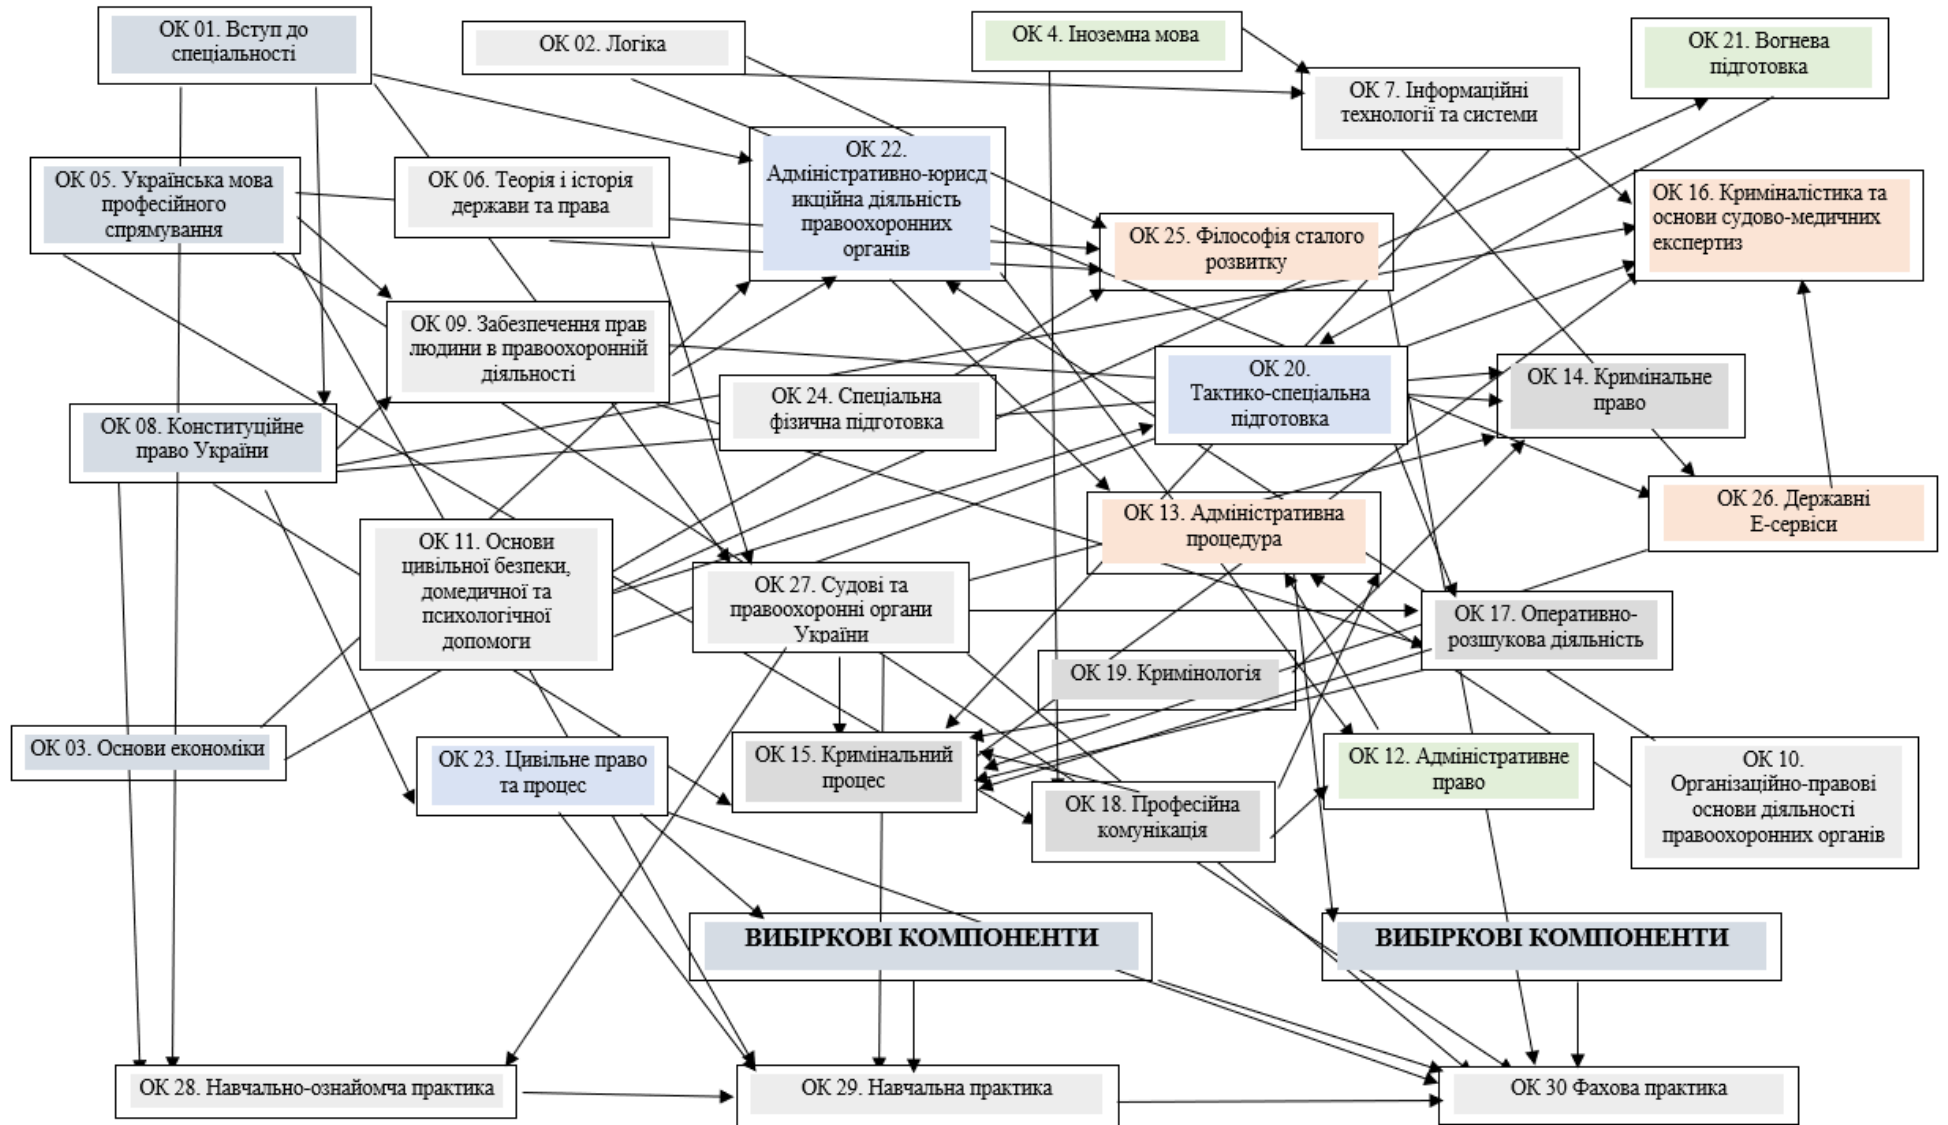 ОК 01. Вступ до
спеціальності
ОК 02. Логіка
ОК 4. Іноземна мова
ОК 21. Вогнева
підготовка
ОК 7. Інформаційні
технології та системи
ОК 05. Українська мова
професійного
спрямування
ОК 06. Теорія і історія
держави та права
ОК 22.
Адміністративно-юрисд
икційна діяльність
правоохоронних
органів
ОК 25. Філософія сталого
розвитку
ОК 16. Криміналістика та
основи судово-медичних
експертиз
ОК 09. Забезпечення прав
людини в правоохоронній
діяльності
ОК 24. Спеціальна
фізична підготовка
ОК 20.
Тактико-спеціальна
підготовка
ОК 14. Кримінальне
право
ОК 08. Конституційне
право України
ОК 11. Основи
цивільної безпеки,
домедичної та
психологічної
допомоги
ОК 27. Судові та
правоохоронні органи
України
ОК 13. Адміністративна
процедура
ОК 26. Державні
Е-сервіси
ОК 17. Оперативно-
розшукова діяльність
ОК 19. Кримінологія
ОК 03. Основи економіки
ОК 23. Цивільне право
та процес
ОК 15. Кримінальний
процес
ОК 18. Професійна
комунікація
ОК 12. Адміністративне
право
ОК 10.
Організаційно-правові
основи діяльності
правоохоронних органів
ВИБІРКОВІ КОМПОНЕНТИ
ВИБІРКОВІ КОМПОНЕНТИ
ОК 28. Навчально-ознайомча практика
ОК 29. Навчальна практика
ОК 30 Фахова практика